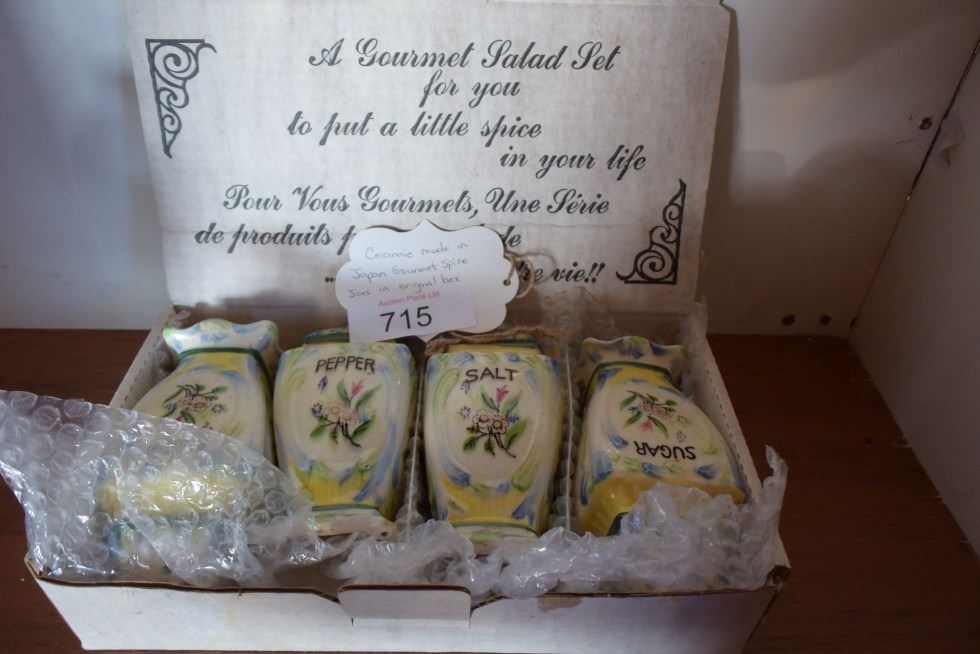 A Gourmet Salad Set
for you
to put a little spice
in your life
Pour Vous Gourmets, Une Série
de produits de
... vie!!
Ceramic made in
Japan Gourmet Spice
Jars in original box
Auction Place Ltd
715
PEPPER
SALT
SUGAR